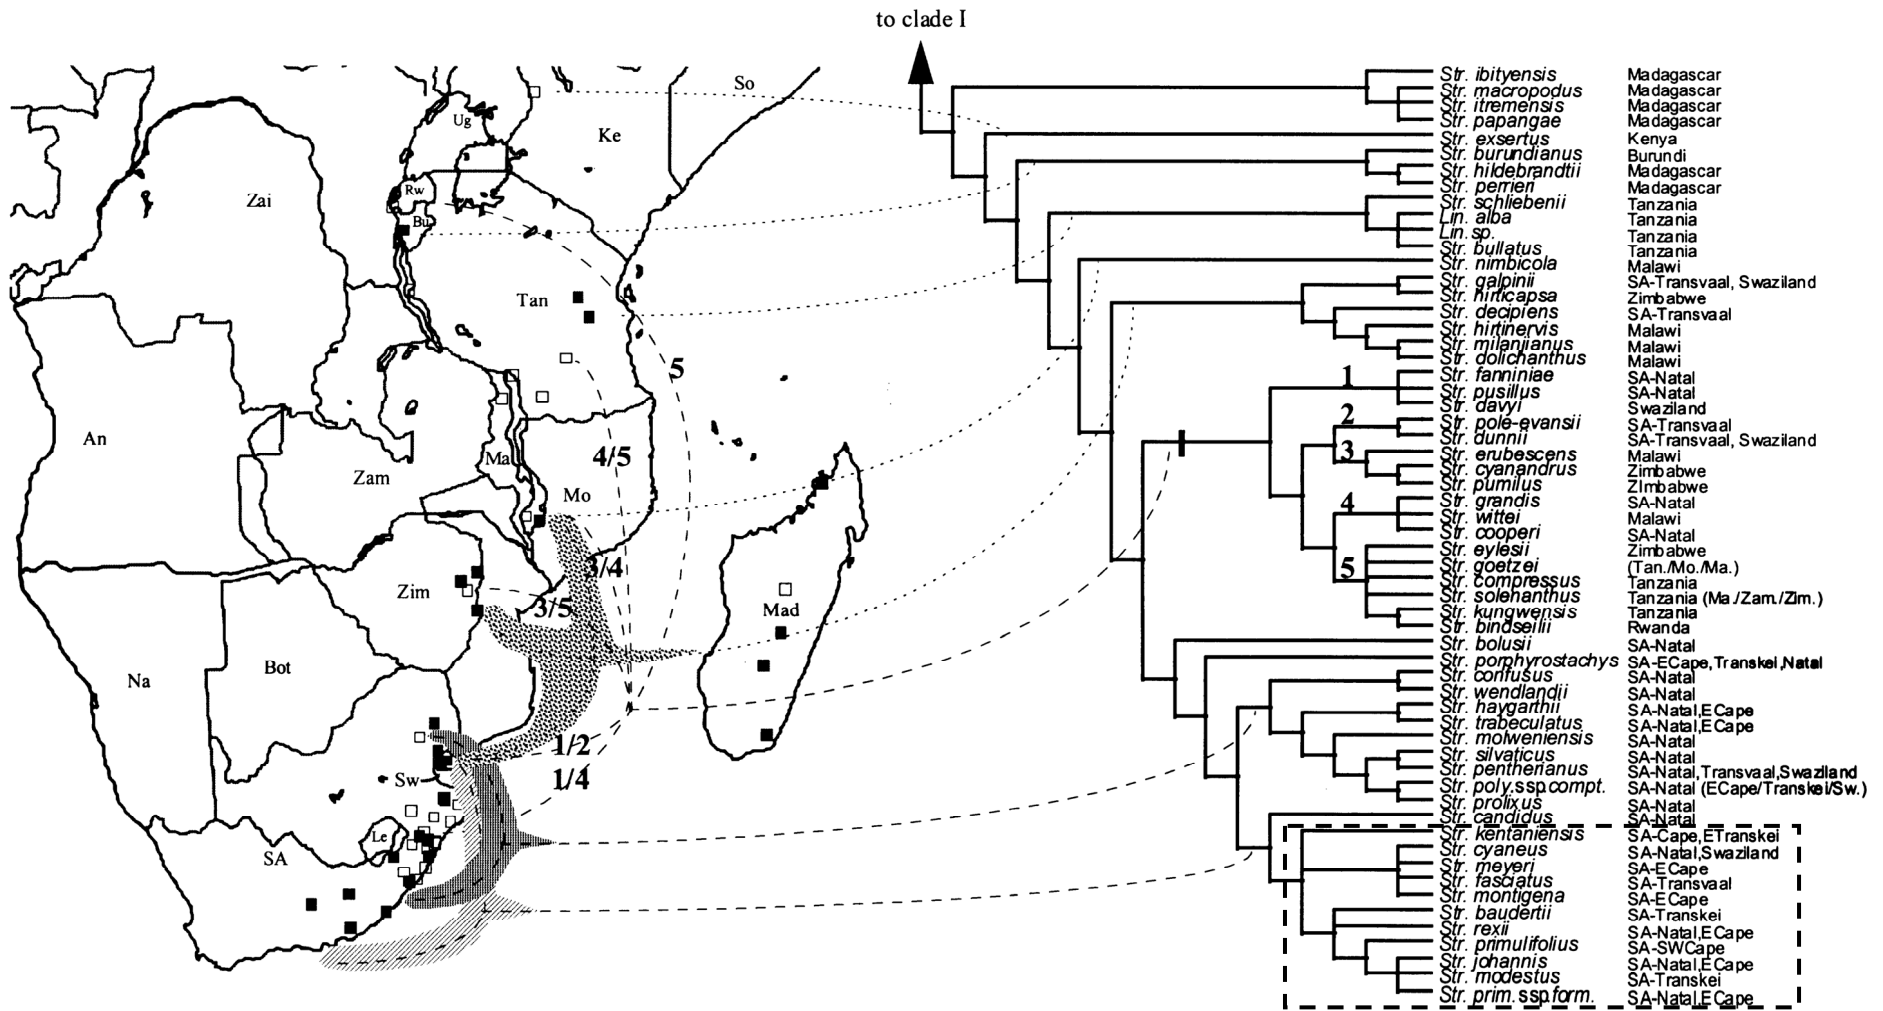 to clade I
So
Ug
Ke
Rw
Zai
Bu
Tan
5
An
4/5
Ma
Zam
Mo
3/4
Zim
3/5
Mad
Bot
Na
1/2
Sw
1/4
Le
SA
Str. ibityensis Madagascar
Str. macropodus Madagascar
Str. itremensis Madagascar
Str. papangae Madagascar
Str. exsertus Kenya
Str. burundianus Burundi
Str. hildebrandtii Madagascar
Str. perrieri Madagascar
Str. schliebenii Tanzania
Lin. alba Tanzania
Lin. sp. Tanzania
Str. bullatus Tanzania
Str. nimbicola Malawi
Str. galpinii SA-Transvaal, Swaziland
Str. hirticapsa Zimbabwe
Str. decipiens SA-Transvaal
Str. hirtinervis Malawi
Str. milanjianus Malawi
Str. dolichanthus Malawi
1
Str. fanniniae SA-Natal
Str. pusillus SA-Natal
Str. davyi Swaziland
2
Str. pole-evansii SA-Transvaal
Str. dunnii SA-Transvaal, Swaziland
3
Str. erubescens Malawi
Str. cyanandrus Zimbabwe
Str. pumilus ZImbabwe
4
Str. grandis SA-Natal
Str. wittei Malawi
Str. cooperi SA-Natal
Str. eylesii Zimbabwe
5
Str. goetzei (Tan./Mo./Ma.)
Str. compressus Tanzania
Str. solenanthus Tanzania (Ma./Zam./Zim.)
Str. kungwensis Tanzania
Str. bindseilii Rwanda
Str. bolusii SA-Natal
Str. porphyrostachys SA-ECape,Transkei,Natal
Str. confusus SA-Natal
Str. wendlandii SA-Natal
Str. haygarthii SA-Natal,ECape
Str. trabeculatus SA-Natal,ECape
Str. molweniensis SA-Natal
Str. silvaticus SA-Natal
Str. pentherianus SA-Natal,Transvaal,Swaziland
Str. poly.ssp.compt. SA-Natal (ECape/Transkei/Sw.)
Str. prolixus SA-Natal
Str. candidus SA-Natal
Str. kentaniensis SA-Cape,ETranskei
Str. cyaneus SA-Natal,Swaziland
Str. meyeri SA-ECape
Str. fasciatus SA-Transvaal
Str. montigena SA-ECape
Str. baudertii SA-Transkei
Str. rexii SA-Natal,ECape
Str. primulifolius SA-SWCape
Str. johannis SA-Natal,ECape
Str. modestus SA-Transkei
Str. prim.ssp.form. SA-Natal,ECape